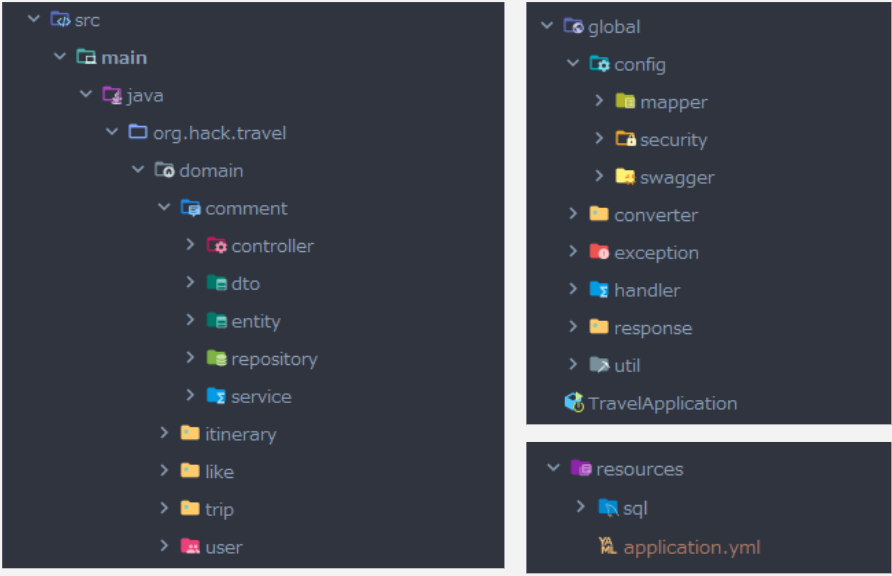 src
main
java
org.hack.travel
domain
comment
controller
dto
entity
repository
service
itinerary
like
trip
user
global
config
mapper
security
swagger
converter
exception
handler
response
util
TravelApplication
resources
sql
YAML application.yml